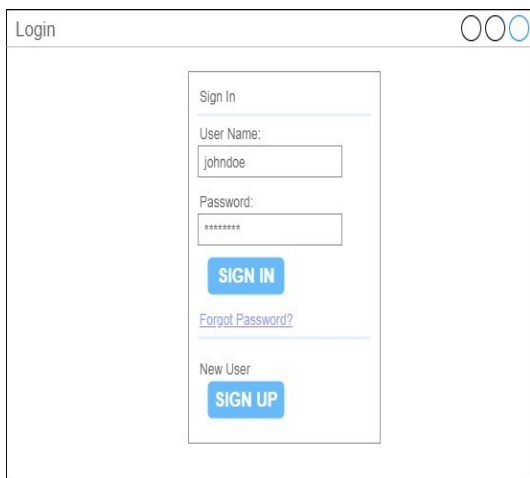 Login
Sign In
User Name:
johndoe
Password:
********
SIGN IN
Forgot Password?
New User
SIGN UP